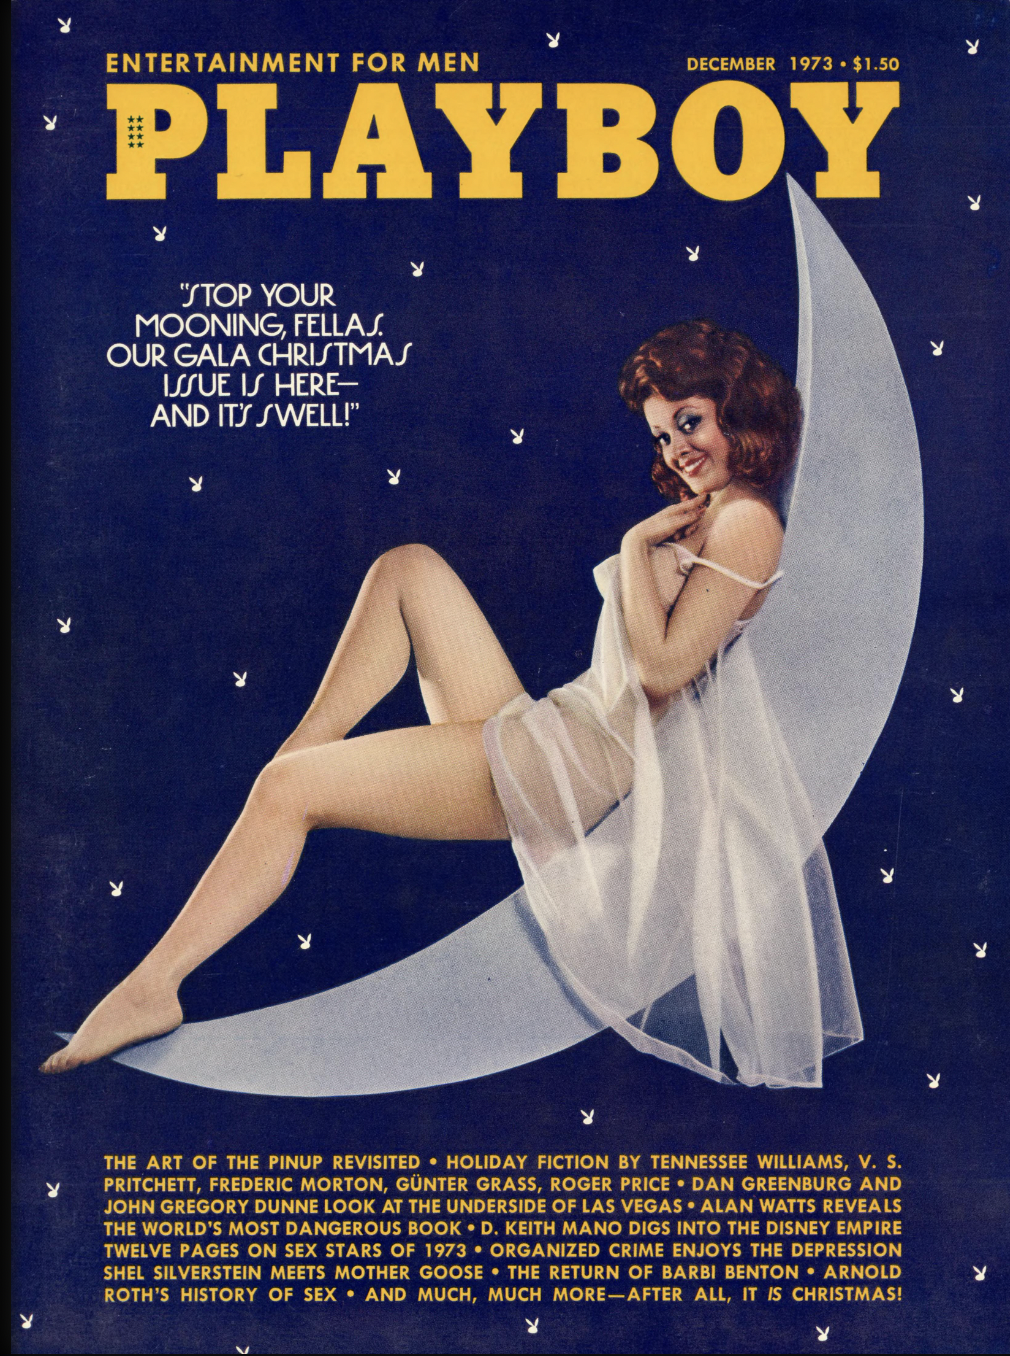 ENTERTAINMENT FOR MEN
DECEMBER 1973 • $1.50
PLAYBOY
"STOP YOUR
MOONING, FELLAS.
OUR GALA CHRISTMAS
ISSUE IS HERE—
AND IT'S SWELL!"
THE ART OF THE PINUP REVISITED • HOLIDAY FICTION BY TENNESSEE WILLIAMS, V. S.
PRITCHETT, FREDERIC MORTON, GÜNTER GRASS, ROGER PRICE • DAN GREENBURG AND
JOHN GREGORY DUNNE LOOK AT THE UNDERSIDE OF LAS VEGAS • ALAN WATTS REVEALS
THE WORLD'S MOST DANGEROUS BOOK • D. KEITH MANO DIGS INTO THE DISNEY EMPIRE
TWELVE PAGES ON SEX STARS OF 1973 • ORGANIZED CRIME ENJOYS THE DEPRESSION
SHEL SILVERSTEIN MEETS MOTHER GOOSE • THE RETURN OF BARBI BENTON • ARNOLD
ROTH'S HISTORY OF SEX • AND MUCH, MUCH MORE—AFTER ALL, IT IS CHRISTMAS!